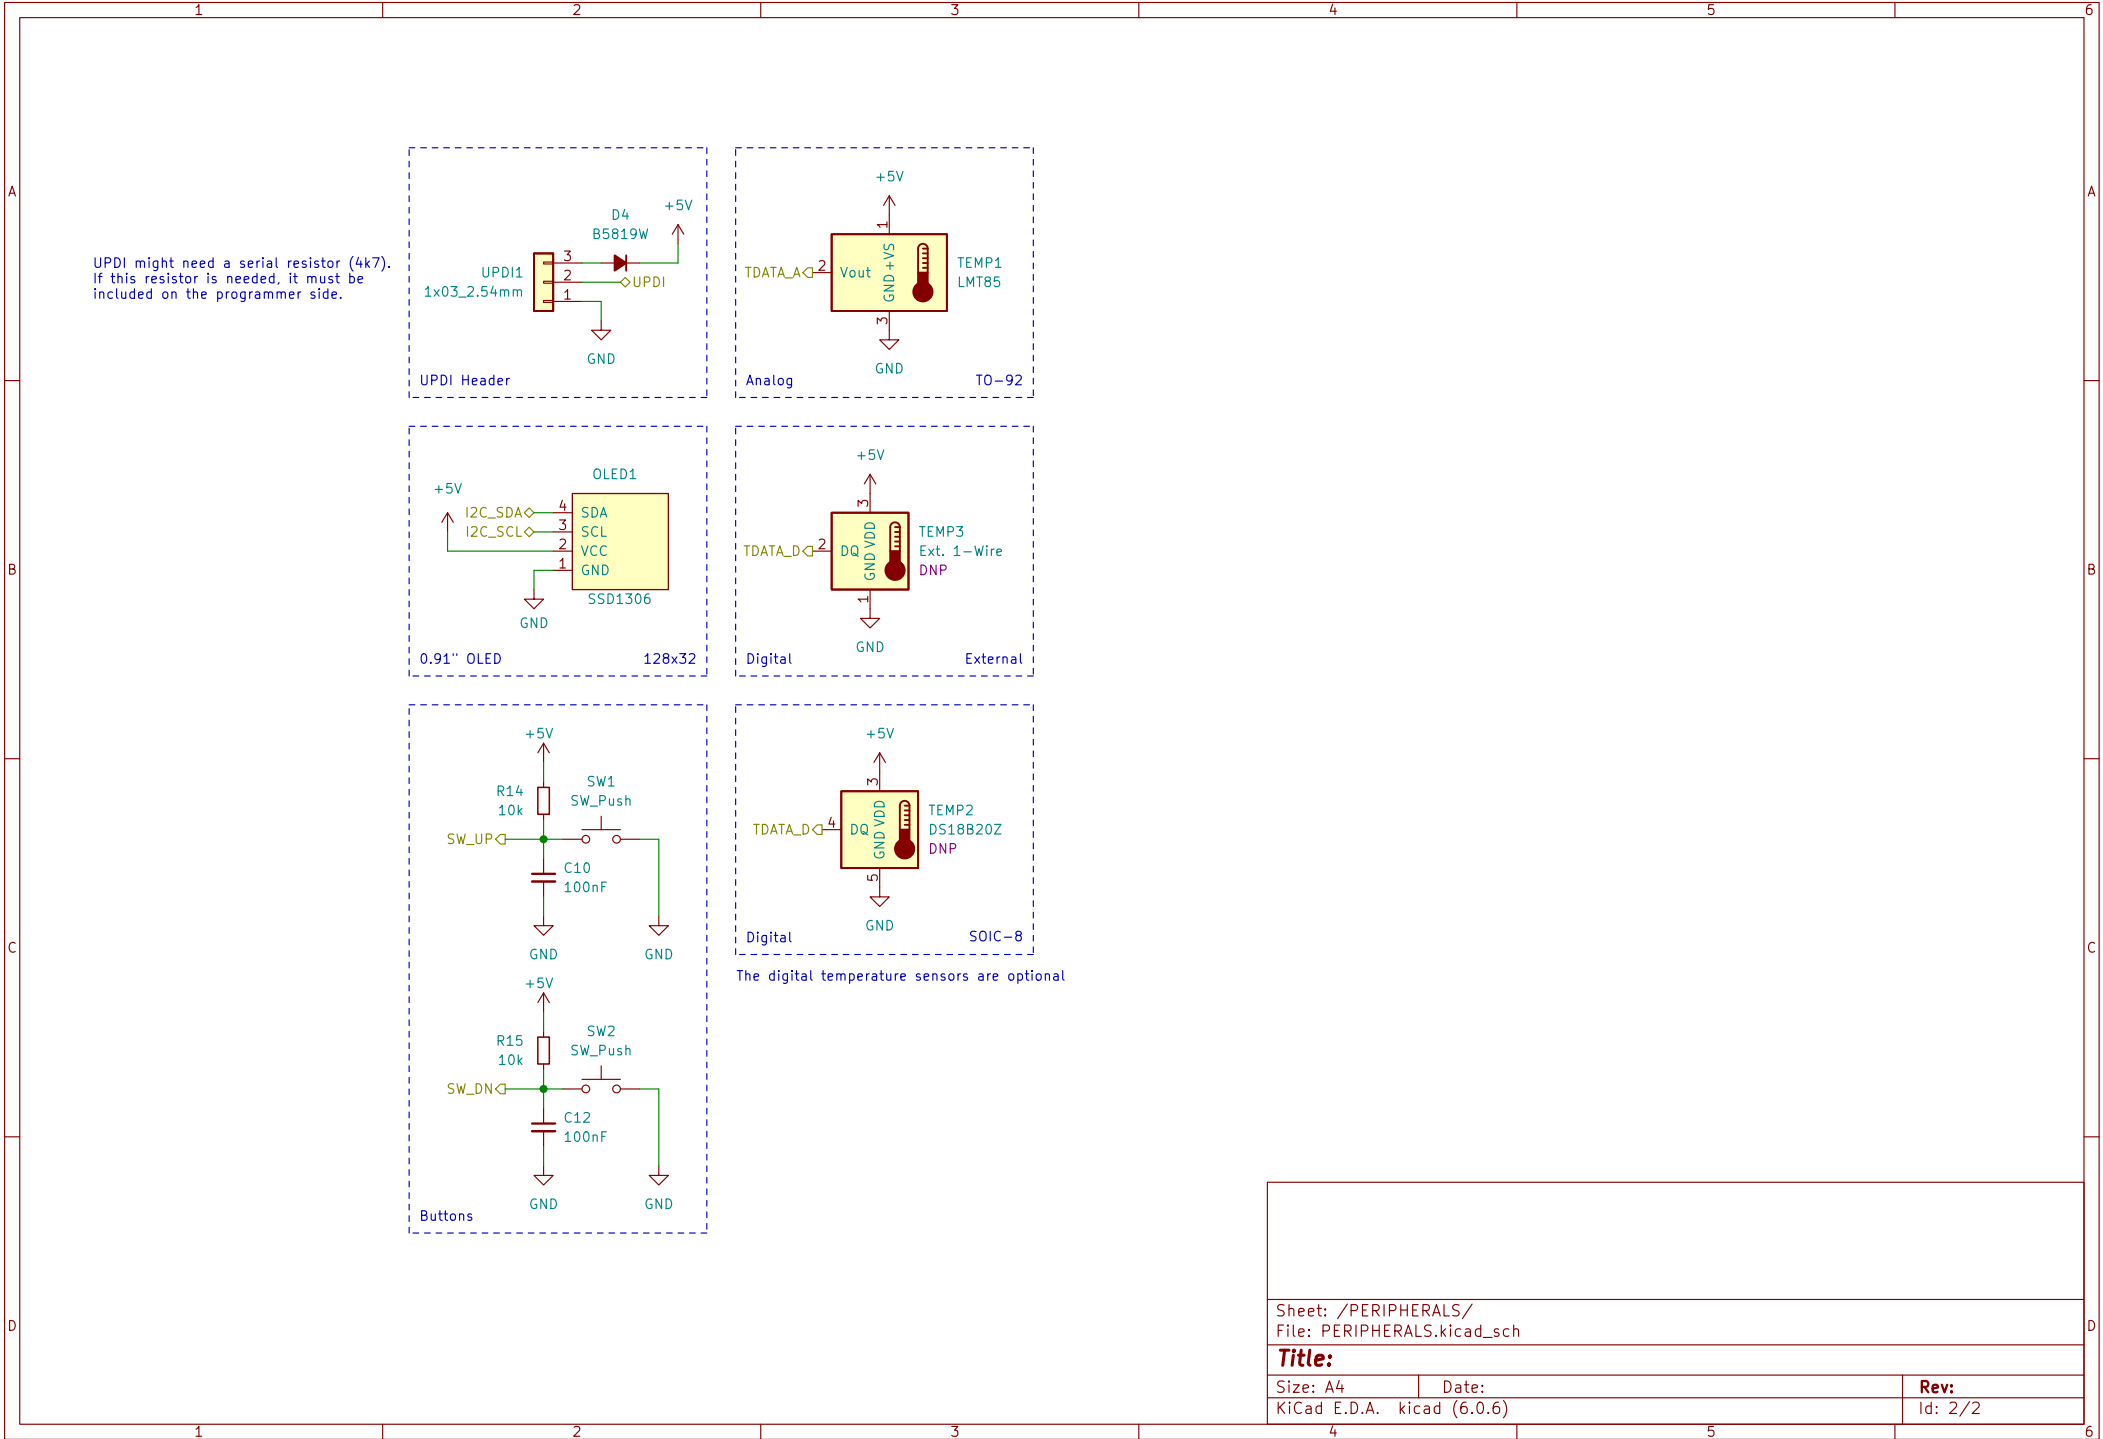 1 2 3 4 5 6
A
B
C
D
A
B
C
D
UPDI might need a serial resistor (4k7).
If this resistor is needed, it must be
included on the programmer side.
D4
B5819W
+5V
UPDI1
1x03_2.54mm
3
2
1
UPDI
GND
UPDI Header
+5V
1
TDATA_A
2
Vout
+VS
GND
3
TEMP1
LMT85
GND
Analog
TO-92
OLED1
+5V
I2C_SDA
4
SDA
I2C_SCL
3
SCL
2
VCC
1
GND
SSD1306
GND
0.91" OLED
128x32
+5V
3
TDATA_D
2
DQ
VDD
GND
1
TEMP3
Ext. 1-Wire
DNP
GND
Digital
External
+5V
R14
10k
SW1
SW_Push
SW_UP
C10
100nF
GND
GND
+5V
R15
10k
SW2
SW_Push
SW_DN
C12
100nF
GND
GND
Buttons
+5V
3
TDATA_D
4
DQ
VDD
GND
5
TEMP2
DS18B20Z
DNP
GND
Digital
SOIC-8
The digital temperature sensors are optional
Sheet: /PERIPHERALS/
File: PERIPHERALS.kicad_sch
Title:
Size: A4
Date:
Rev:
KiCad E.D.A. kicad (6.0.6)
Id: 2/2
1 2 3 4 5 6